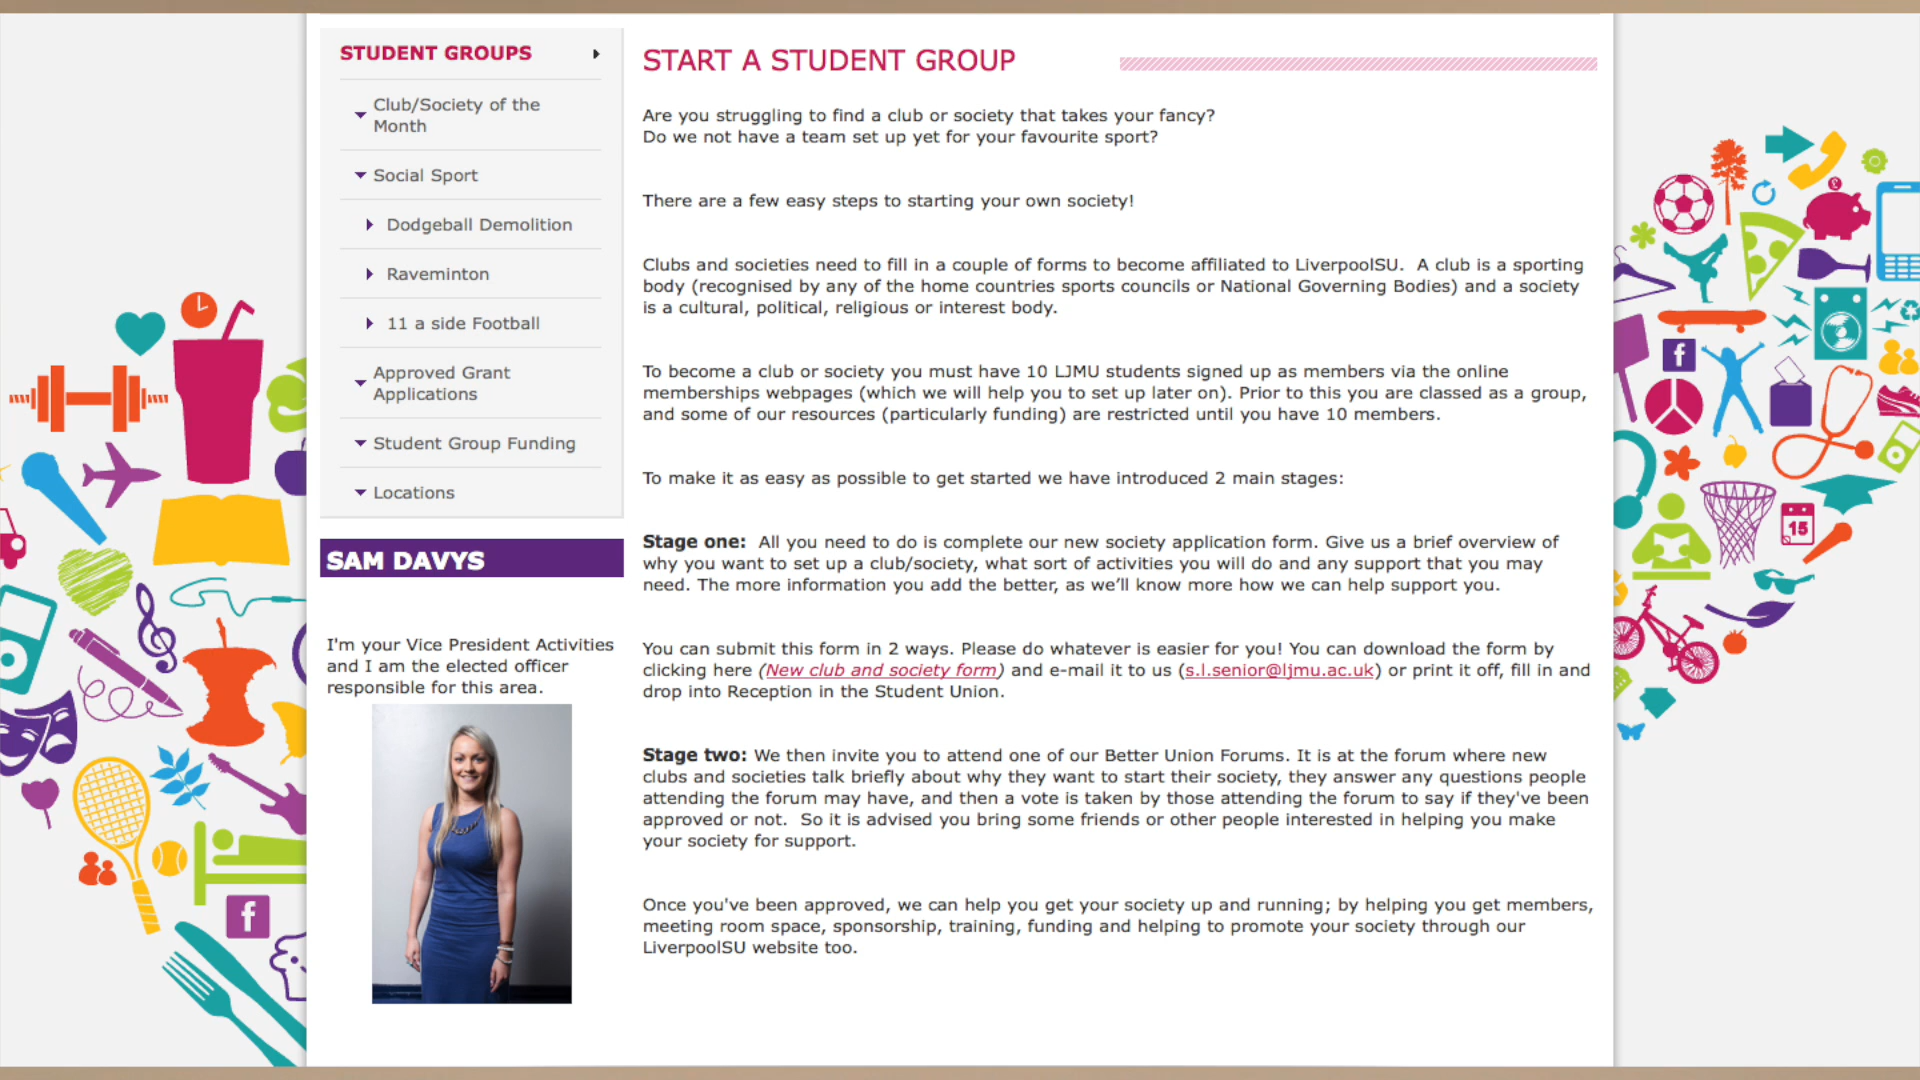 STUDENT GROUPS
Club/Society of the
Month
Social Sport
Dodgeball Demolition
Raveminton
11 a side Football
Approved Grant
Applications
Student Group Funding
Locations
SAM DAVYS
I'm your Vice President Activities
and I am the elected officer
responsible for this area.
START A STUDENT GROUP
Are you struggling to find a club or society that takes your fancy?
Do we not have a team set up yet for your favourite sport?
There are a few easy steps to starting your own society!
Clubs and societies need to fill in a couple of forms to become affiliated to LiverpoolSU.  A club is a sporting
body (recognised by any of the home countries sports councils or National Governing Bodies) and a society
is a cultural, political, religious or interest body.
To become a club or society you must have 10 LJMU students signed up as members via the online
memberships webpages (which we will help you to set up later on). Prior to this you are classed as a group,
and some of our resources (particularly funding) are restricted until you have 10 members.
To make it as easy as possible to get started we have introduced 2 main stages:
Stage one:  All you need to do is complete our new society application form. Give us a brief overview of
why you want to set up a club/society, what sort of activities you will do and any support that you may
need. The more information you add the better, as we’ll know more how we can help support you.
You can submit this form in 2 ways. Please do whatever is easier for you! You can download the form by
clicking here (New club and society form) and e-mail it to us (s.l.senior@ljmu.ac.uk) or print it off, fill in and
drop into Reception in the Student Union.
Stage two: We then invite you to attend one of our Better Union Forums. It is at the forum where new
clubs and societies talk briefly about why they want to start their society, they answer any questions people
attending the forum may have, and then a vote is taken by those attending the forum to say if they've been
approved or not.  So it is advised you bring some friends or other people interested in helping you make
your society for support.
Once you've been approved, we can help you get your society up and running; by helping you get members,
meeting room space, sponsorship, training, funding and helping to promote your society through our
LiverpoolSU website too.
f
£
f
15